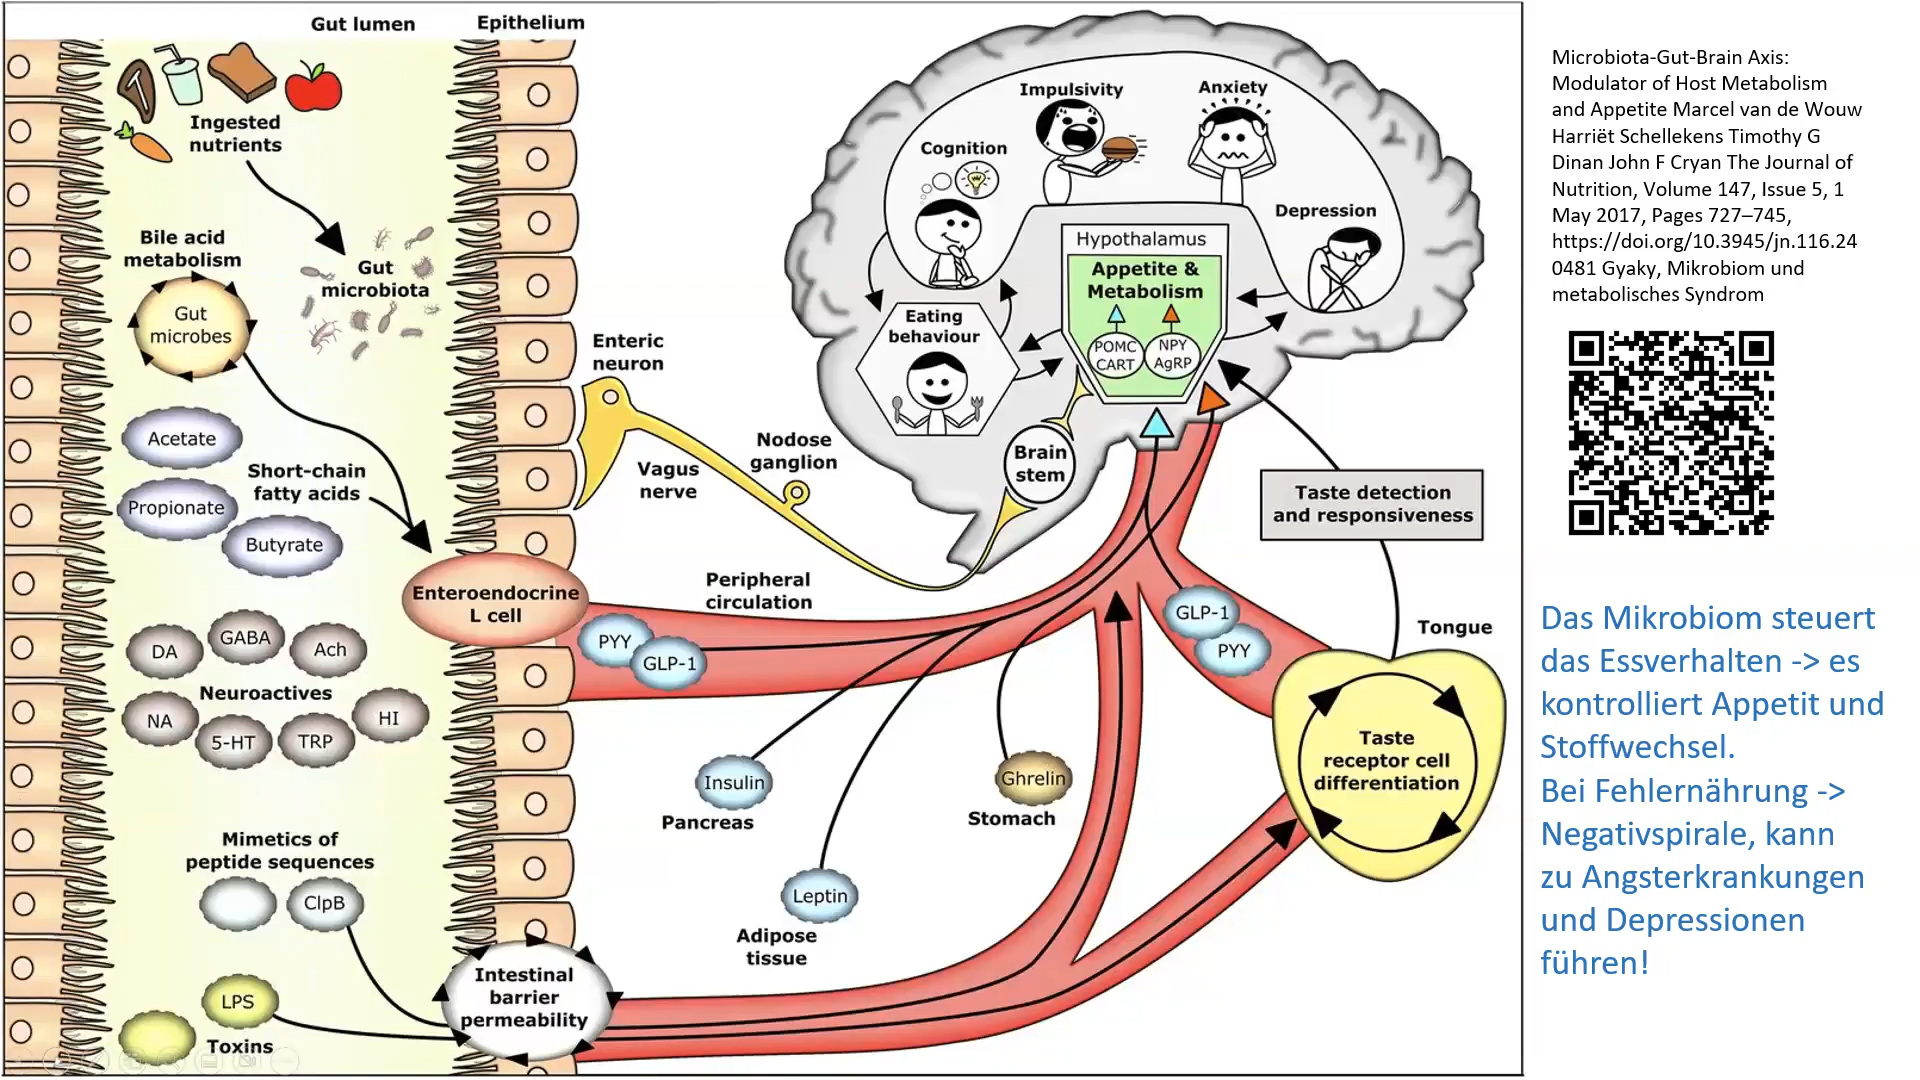 Gut lumen
Epithelium
Ingested
nutrients
Bile acid
metabolism
Gut
microbes
Gut
microbiota
Acetate
Propionate
Butyrate
Short-chain
fatty acids
Enteroendocrine
L cell
DA
GABA
Ach
Neuroactives
NA
5-HT
TRP
HI
Mimetics of
peptide sequences
ClpB
LPS
Toxins
Intestinal
barrier
permeability
Enteric
neuron
Vagus
nerve
Nodose
ganglion
Peripheral
circulation
PYY
GLP-1
Insulin
Pancreas
Leptin
Adipose
tissue
Ghrelin
Stomach
Cognition
Impulsivity
Anxiety
Depression
Eating
behaviour
Hypothalamus
Appetite &
Metabolism
POMC
CART
NPY
AgRP
Brain
stem
Taste detection
and responsiveness
GLP-1
PYY
Tongue
Taste
receptor cell
differentiation
Microbiota-Gut-Brain Axis:
Modulator of Host Metabolism
and Appetite Marcel van de Wouw
Harriët Schellekens Timothy G
Dinan John F Cryan The Journal of
Nutrition, Volume 147, Issue 5, 1
May 2017, Pages 727–745,
https://doi.org/10.3945/jn.116.24
0481 Gyaky, Mikrobiom und
metabolisches Syndrom
Das Mikrobiom steuert
das Essverhalten -> es
kontrolliert Appetit und
Stoffwechsel.
Bei Fehlernährung ->
Negativspirale, kann
zu Angsterkrankungen
und Depressionen
führen!